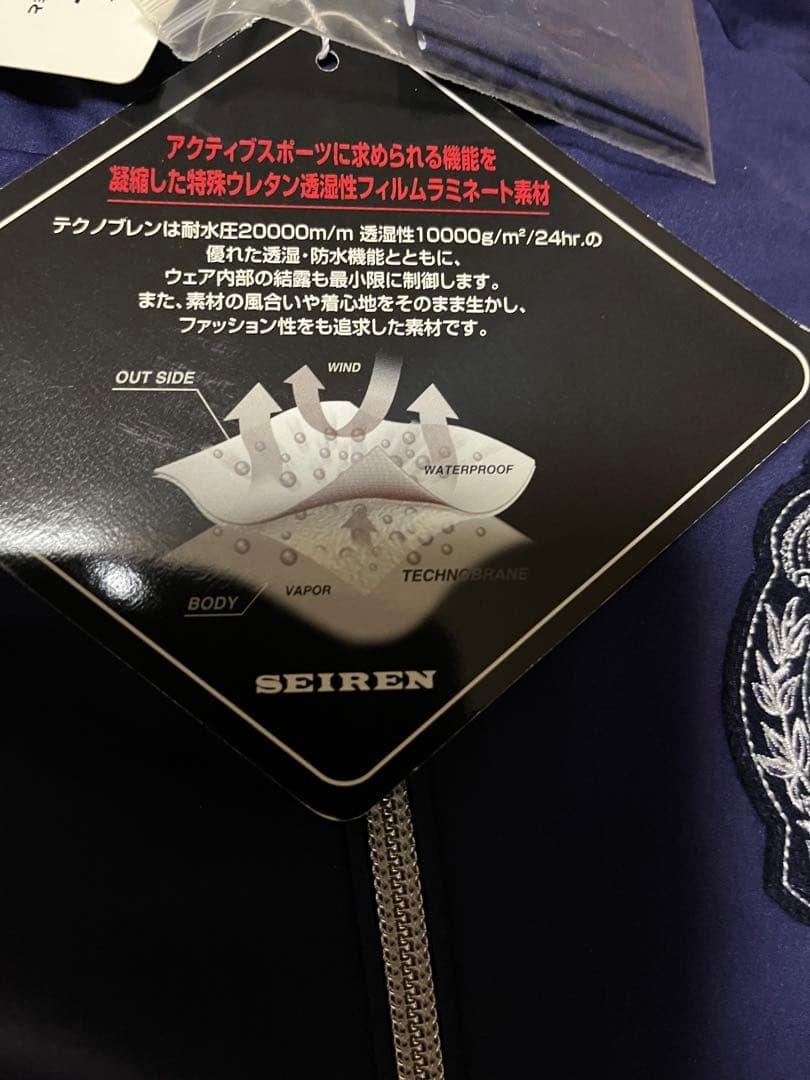 アクティブスポーツに求められる機能を
凝縮した特殊ウレタン透湿性フィルムラミネート素材
テクノブレンは耐水圧20000m/m 透湿性10000g/m²/24hr.の
優れた透湿・防水機能とともに、
ウェア内部の結露も最小限に制御します。
また、素材の風合いや着心地をそのまま生かし、
ファッション性をも追求した素材です。
WIND
OUT SIDE
WATERPROOF
TECHNOBRANE
VAPOR
BODY
SEIREN